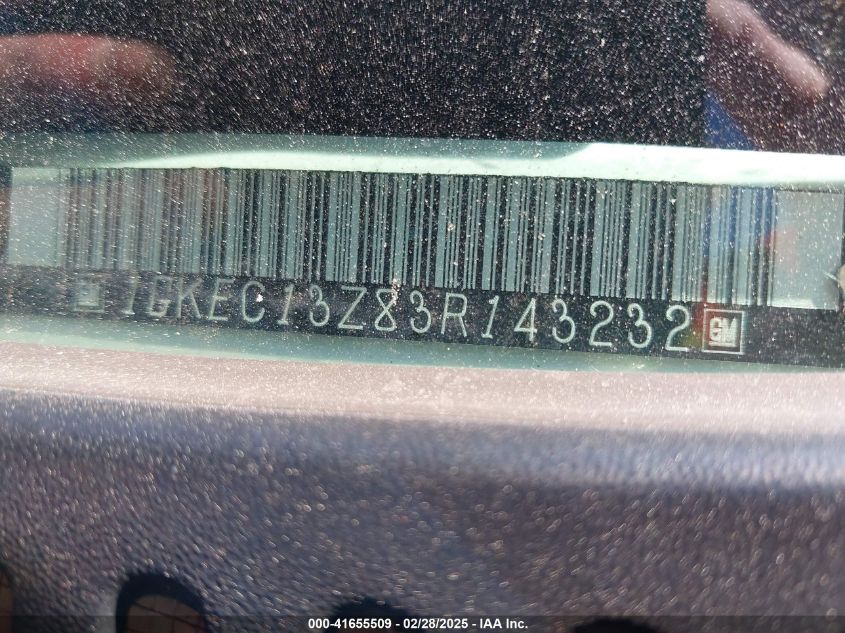 1GKEC13Z83R143232 GM
000-41655509 | 02/28/2025 - IAA Inc.